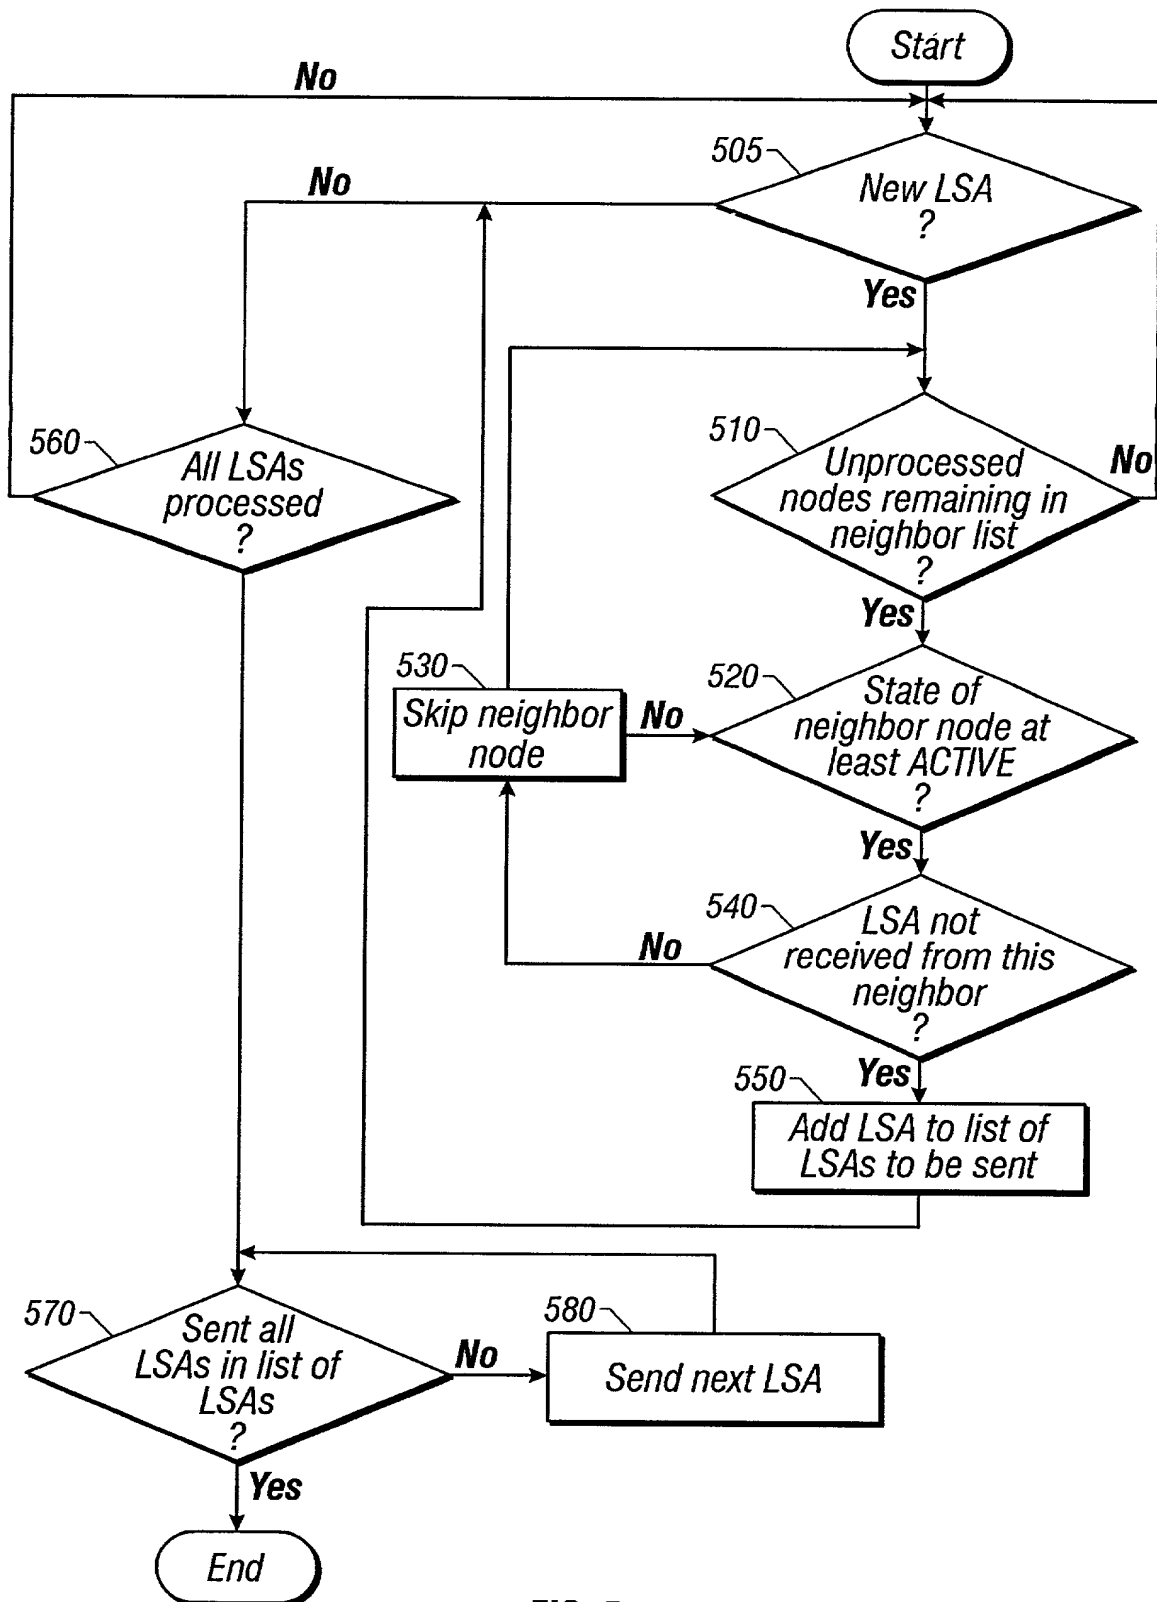 Start
No
505
New LSA
?
No
Yes
560
All LSAs
processed
?
510
Unprocessed
nodes remaining in
neighbor list
?
No
Yes
530
Skip neighbor
node
No
520
State of
neighbor node at
least ACTIVE
?
Yes
540
LSA not
received from this
neighbor
?
No
Yes
550
Add LSA to list of
LSAs to be sent
570
Sent all
LSAs in list of
LSAs
?
No
580
Send next LSA
Yes
End